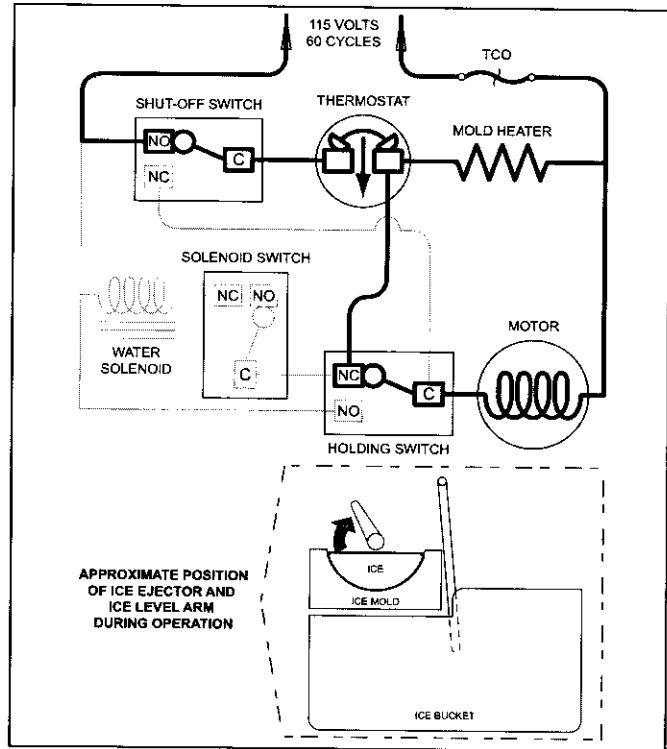 115 VOLTS
60 CYCLES
TCO
SHUT-OFF SWITCH
THERMOSTAT
MOLD HEATER
NO
C
NC
SOLENOID SWITCH
NC
NO
MOTOR
WATER
SOLENOID
C
NC
C
NO
HOLDING SWITCH
ICE
ICE MOLD
APPROXIMATE POSITION
OF ICE EJECTOR AND
ICE LEVEL ARM
DURING OPERATION
ICE BUCKET